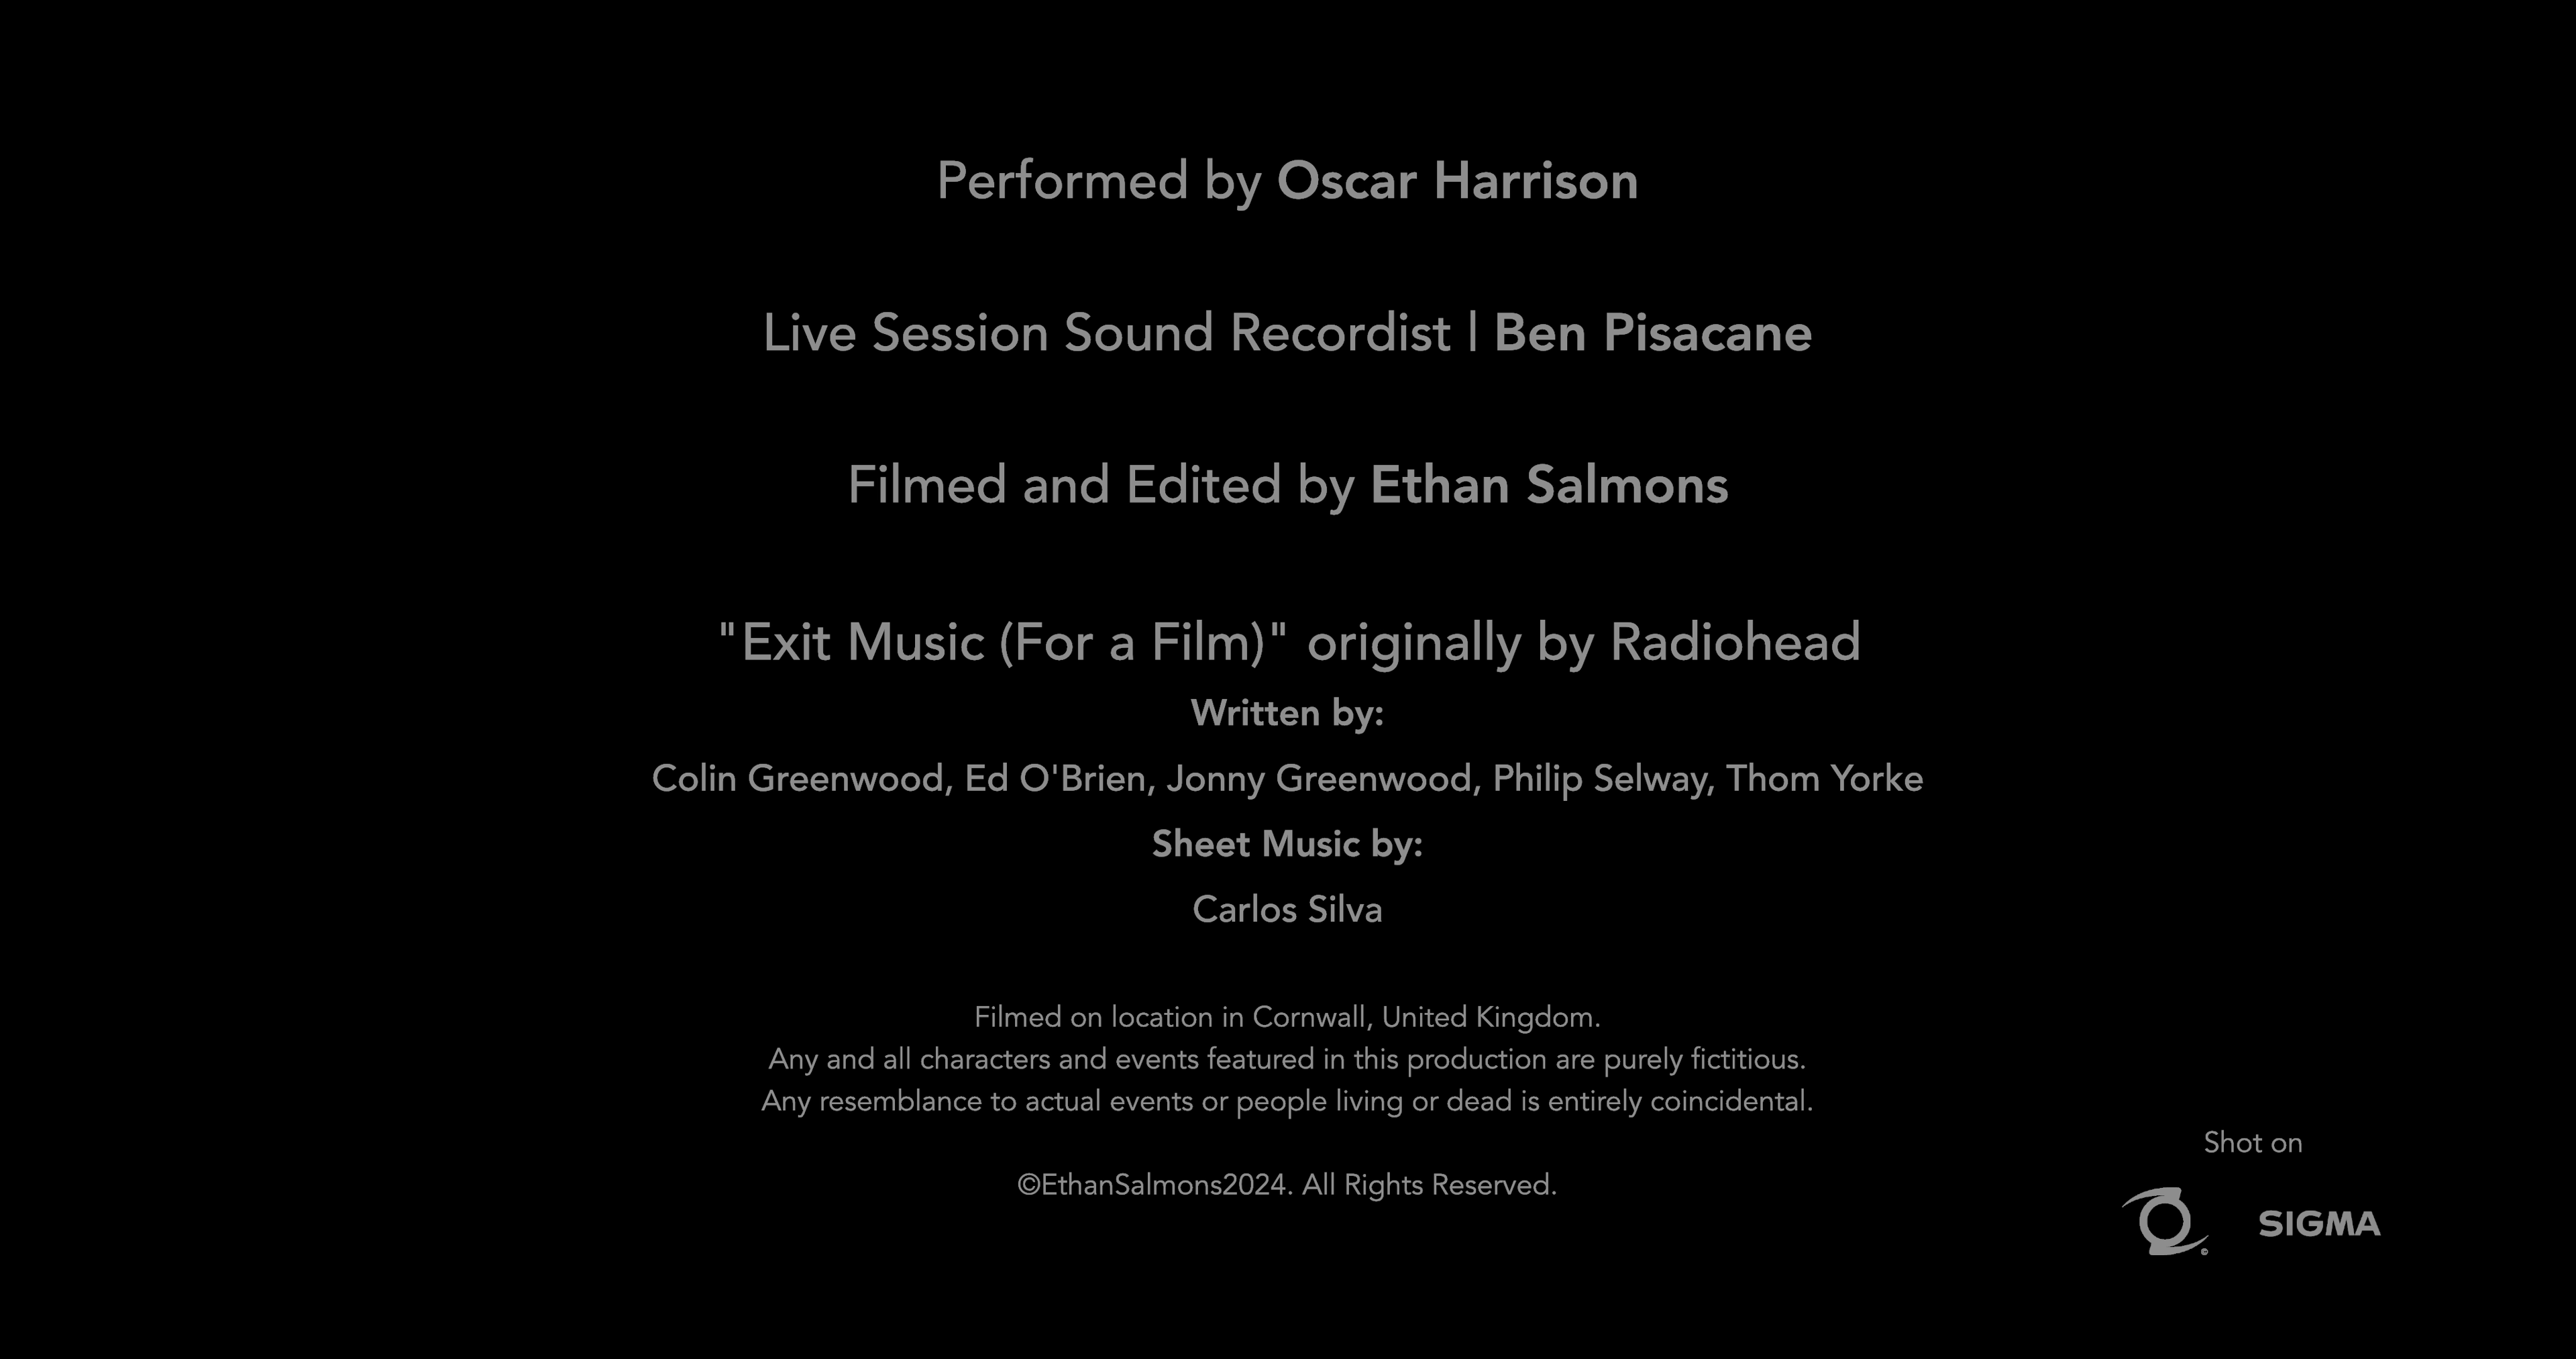 Performed by Oscar Harrison
Live Session Sound Recordist | Ben Pisacane
Filmed and Edited by Ethan Salmons
"Exit Music (For a Film)" originally by Radiohead
Written by:
Colin Greenwood, Ed O'Brien, Jonny Greenwood, Philip Selway, Thom Yorke
Sheet Music by:
Carlos Silva
Filmed on location in Cornwall, United Kingdom.
Any and all characters and events featured in this production are purely fictitious.
Any resemblance to actual events or people living or dead is entirely coincidental.
©EthanSalmons2024. All Rights Reserved.
Shot on
SIGMA